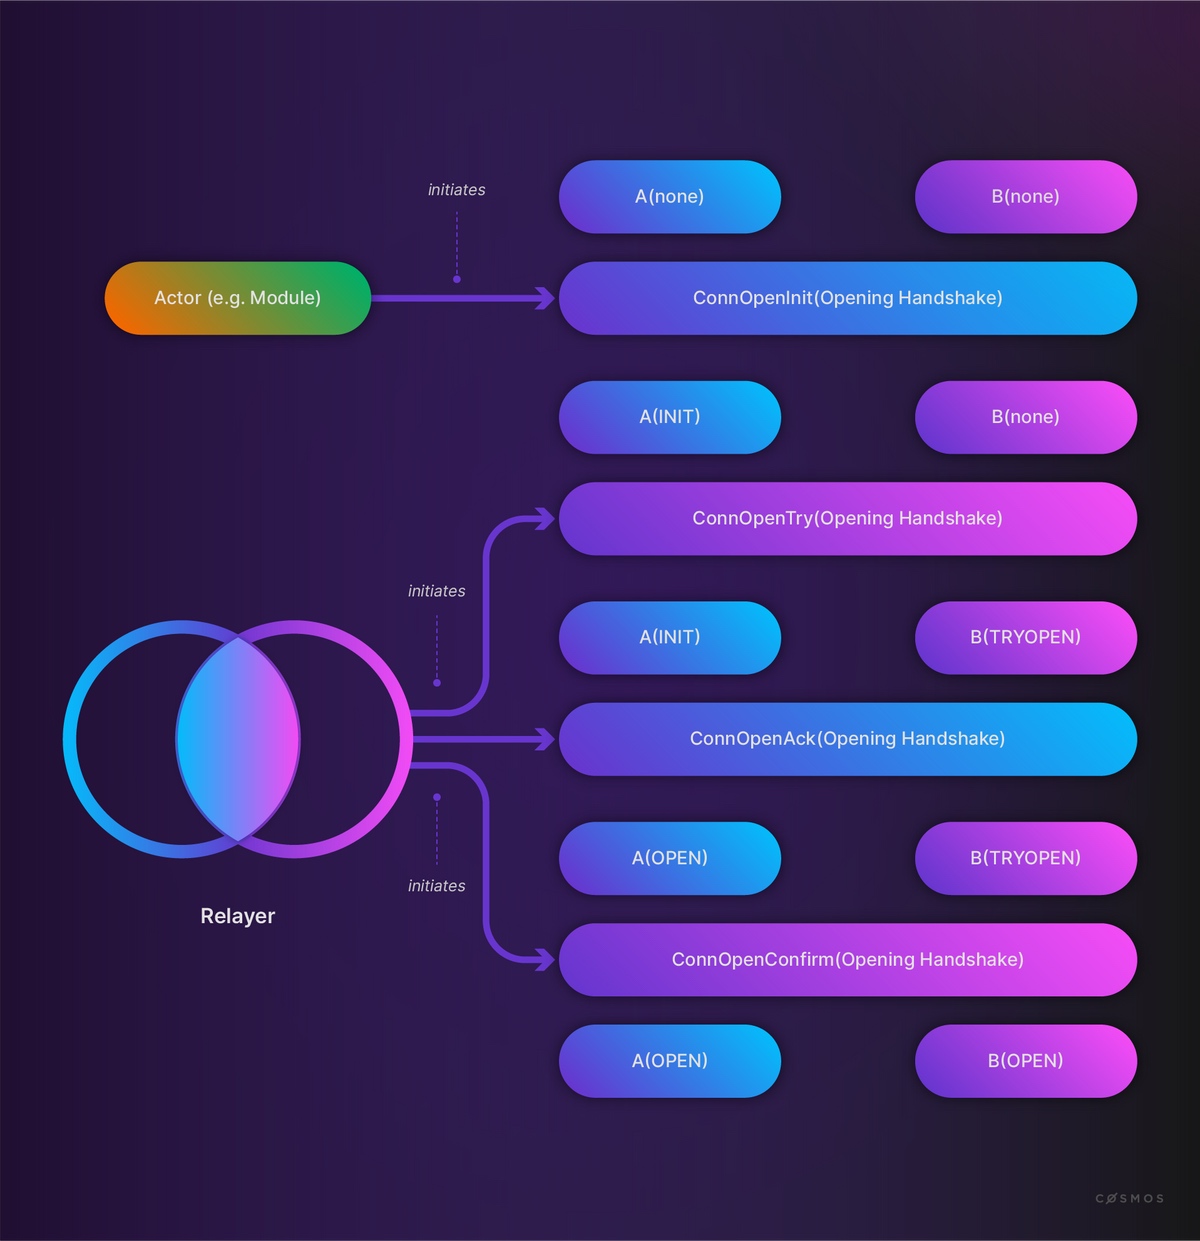 initiates
A(none)
B(none)
Actor (e.g. Module)
ConnOpenInit(Opening Handshake)
A(INIT)
B(none)
ConnOpenTry(Opening Handshake)
initiates
A(INIT)
B(TRYOPEN)
ConnOpenAck(Opening Handshake)
A(OPEN)
B(TRYOPEN)
initiates
Relayer
ConnOpenConfirm(Opening Handshake)
A(OPEN)
B(OPEN)
COSMOS